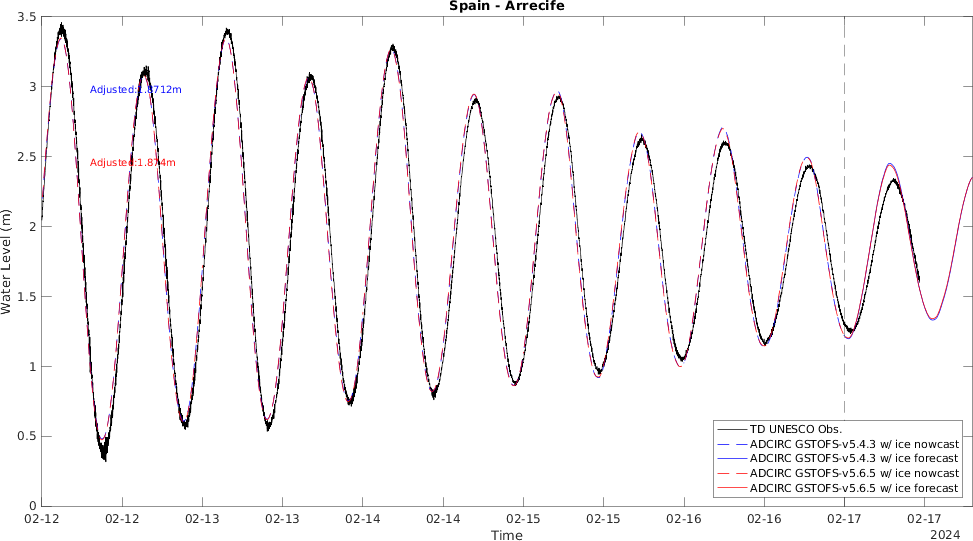 Spain - Arrecife
3.5
3
2.5
2
1.5
1
0.5
0
Water Level (m)
Adjusted:1.8712m
Adjusted:1.874m
TD UNESCO Obs.
ADCIRC GSTOFS-v5.4.3 w/ ice nowcast
ADCIRC GSTOFS-v5.4.3 w/ ice forecast
ADCIRC GSTOFS-v5.6.5 w/ ice nowcast
ADCIRC GSTOFS-v5.6.5 w/ ice forecast
02-12 02-12 02-13 02-13 02-14 02-14 02-15 02-15 02-16 02-16 02-17 02-17
Time
2024